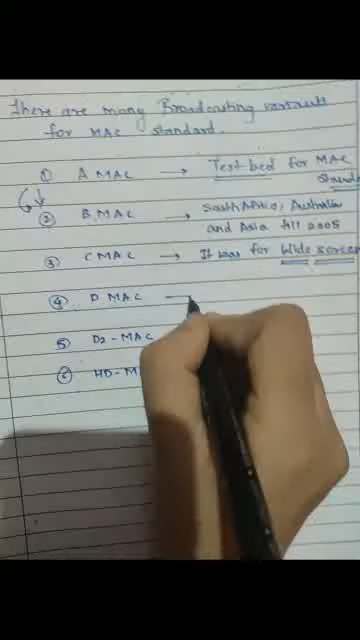 There are many Broadcasting variants
for MAC standard.
① A MAC → Test bed for MAC
Standa
② B MAC → South Africa, Australia
and Asia till 2005
③ C MAC → It was for Wide screen
④ D MAC —
⑤ D2 - MAC
⑥ HD - M